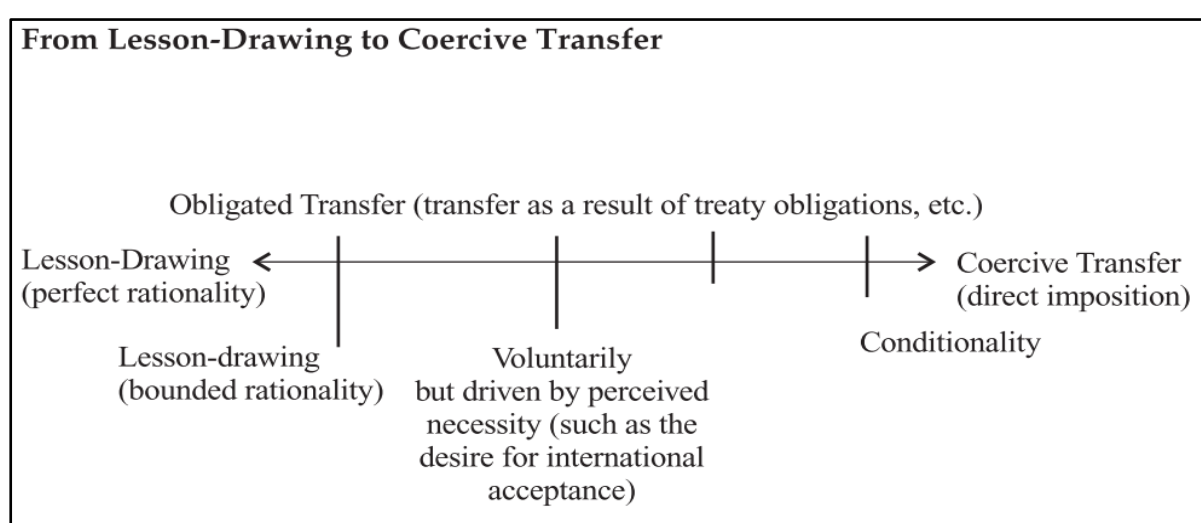 From Lesson-Drawing to Coercive Transfer
Obligated Transfer (transfer as a result of treaty obligations, etc.)
Lesson-Drawing
(perfect rationality)
Coercive Transfer
(direct imposition)
Lesson-drawing
(bounded rationality)
Voluntarily
but driven by perceived
necessity (such as the
desire for international
acceptance)
Conditionality